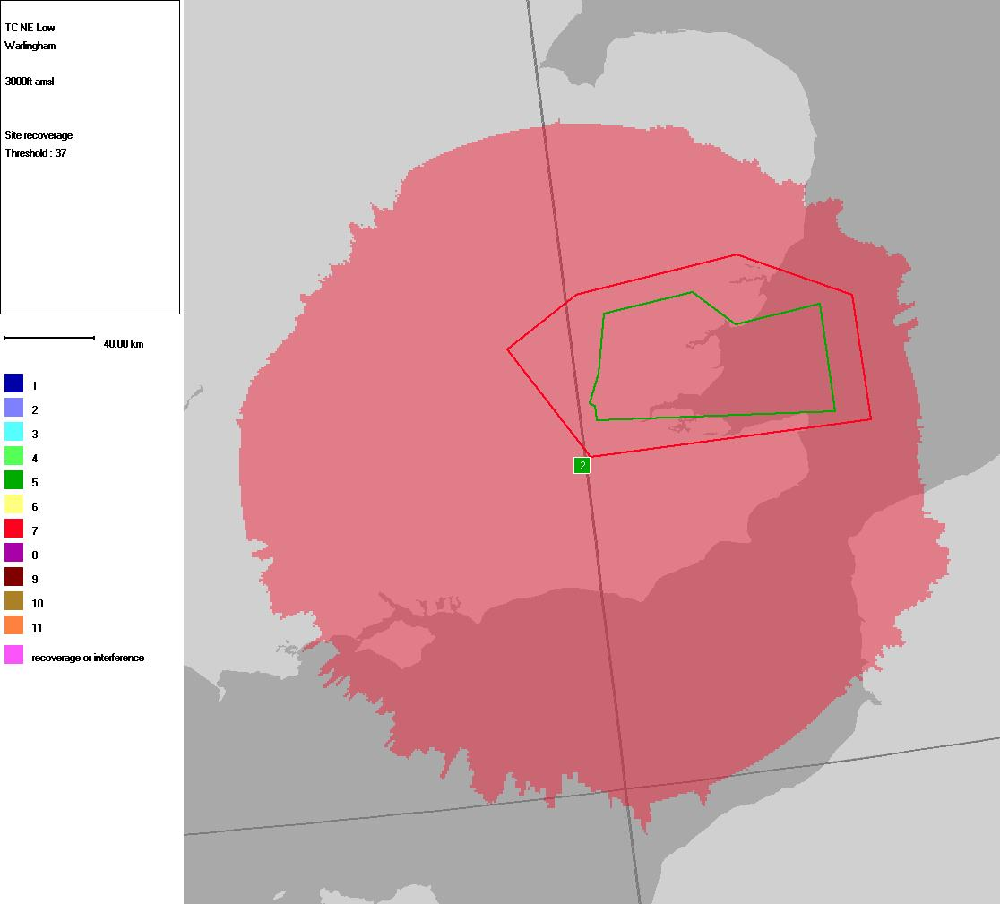 TC NE Low
Warlingham
3000ft amsl
Site recoverage
Threshold : 37
40.00 km
1
2
3
4
5
6
7
8
9
10
11
recoverage or interference
2